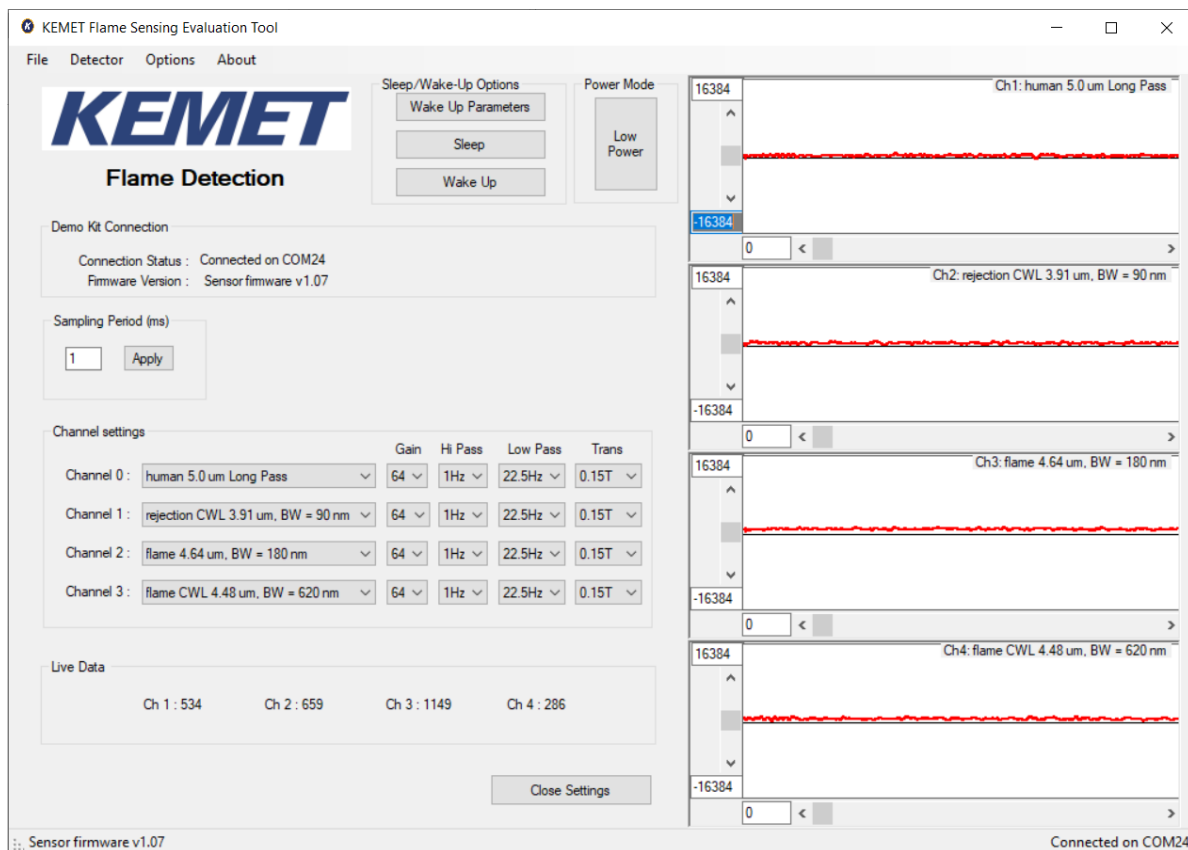 KEMET Flame Sensing Evaluation Tool
File Detector Options About
KEMET
Flame Detection
Sleep/Wake-Up Options
Wake Up Parameters
Sleep
Wake Up
Power Mode
Low
Power
Demo Kit Connection
Connection Status : Connected on COM24
Firmware Version : Sensor firmware v1.07
Sampling Period (ms)
1 Apply
Channel settings
Gain Hi Pass Low Pass Trans
Channel 0 : human 5.0 um Long Pass 64 1Hz 22.5Hz 0.15T
Channel 1 : rejection CWL 3.91 um, BW = 90 nm 64 1Hz 22.5Hz 0.15T
Channel 2 : flame 4.64 um, BW = 180 nm 64 1Hz 22.5Hz 0.15T
Channel 3 : flame CWL 4.48 um, BW = 620 nm 64 1Hz 22.5Hz 0.15T
Live Data
Ch 1 : 534 Ch 2 : 659 Ch 3 : 1149 Ch 4 : 286
Close Settings
16384 Ch1: human 5.0 um Long Pass
-16384
0
16384 Ch2: rejection CWL 3.91 um, BW = 90 nm
-16384
0
16384 Ch3: flame 4.64 um, BW = 180 nm
-16384
0
16384 Ch4: flame CWL 4.48 um, BW = 620 nm
-16384
0
Sensor firmware v1.07 Connected on COM24